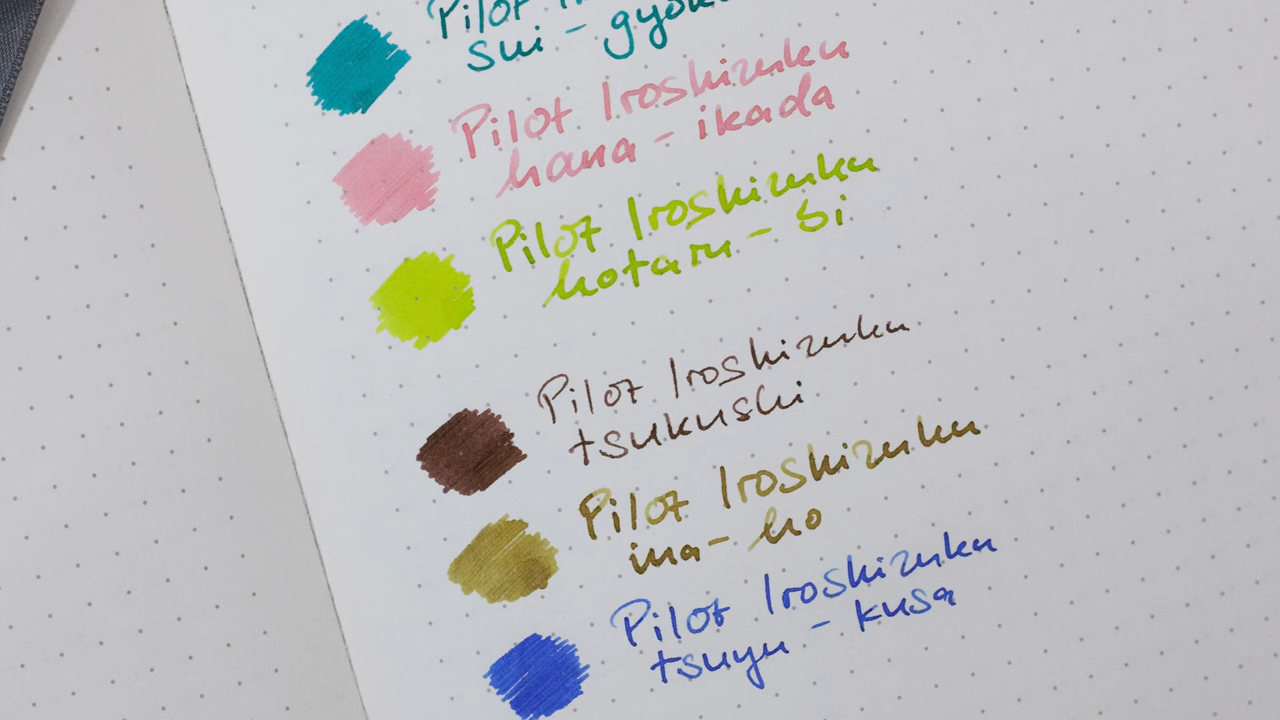 Pilot
sui - gyoku
Pilot Iroshizuku
hana - ikada
Pilot Iroshizuku
hotaru - bi
Pilot Iroshizuku
tsukushi
Pilot Iroshizuku
ina - ho
Pilot Iroshizuku
tsuyu - kusa